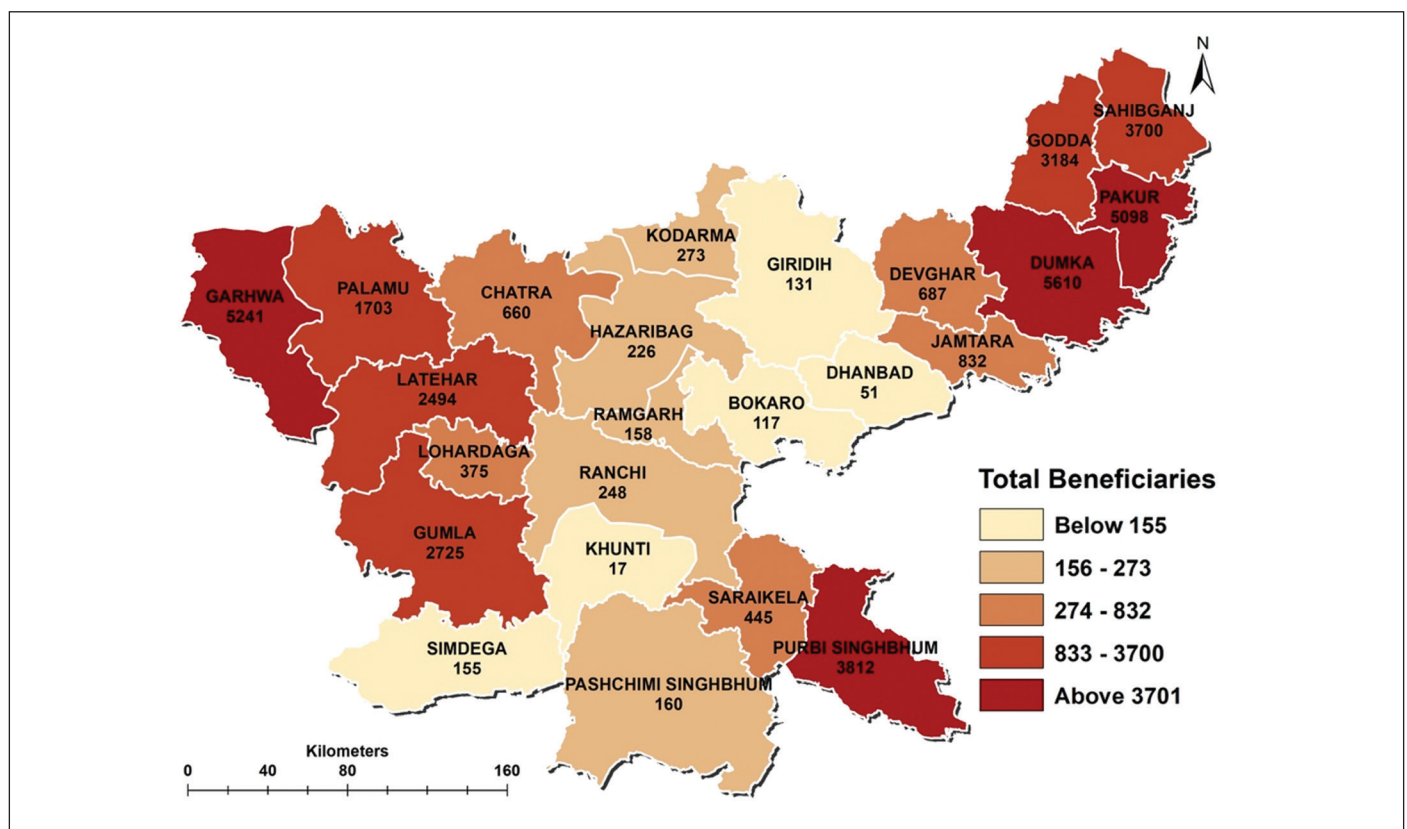 N
SAHIBGANJ
3700
GODDA
3184
PAKUR
5098
KODARMA
273
GIRIDIH
131
DEVGHAR
687
DUMKA
5610
GARHWA
5241
PALAMU
1703
CHATRA
660
HAZARIBAG
226
JAMTARA
832
LATEHAR
2494
DHANBAD
51
BOKARO
117
RAMGARH
158
LOHARDAGA
375
RANCHI
248
GUMLA
2725
KHUNTI
17
SARAIKELA
445
SIMDEGA
155
PURBI SINGHBHUM
3812
PASHCHIMI SINGHBHUM
160
Total Beneficiaries
Below 155
156 - 273
274 - 832
833 - 3700
Above 3701
Kilometers
0 40 80 160